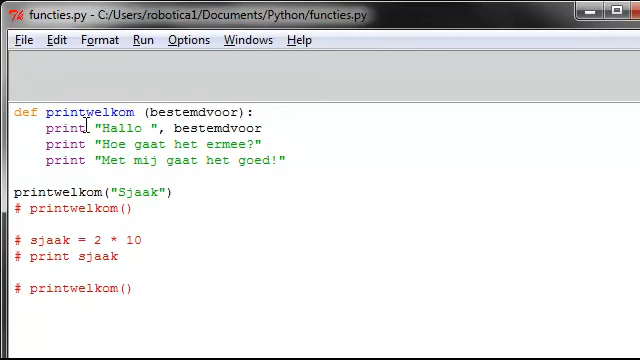 functies.py - C:/Users/robotica1/Documents/Python/functies.py
File Edit Format Run Options Windows Help
def printwelkom (bestemdvoor):
    print "Hallo ", bestemdvoor
    print "Hoe gaat het ermee?"
    print "Met mij gaat het goed!"
printwelkom("Sjaak")
# printwelkom()
# sjaak = 2 * 10
# print sjaak
# printwelkom()